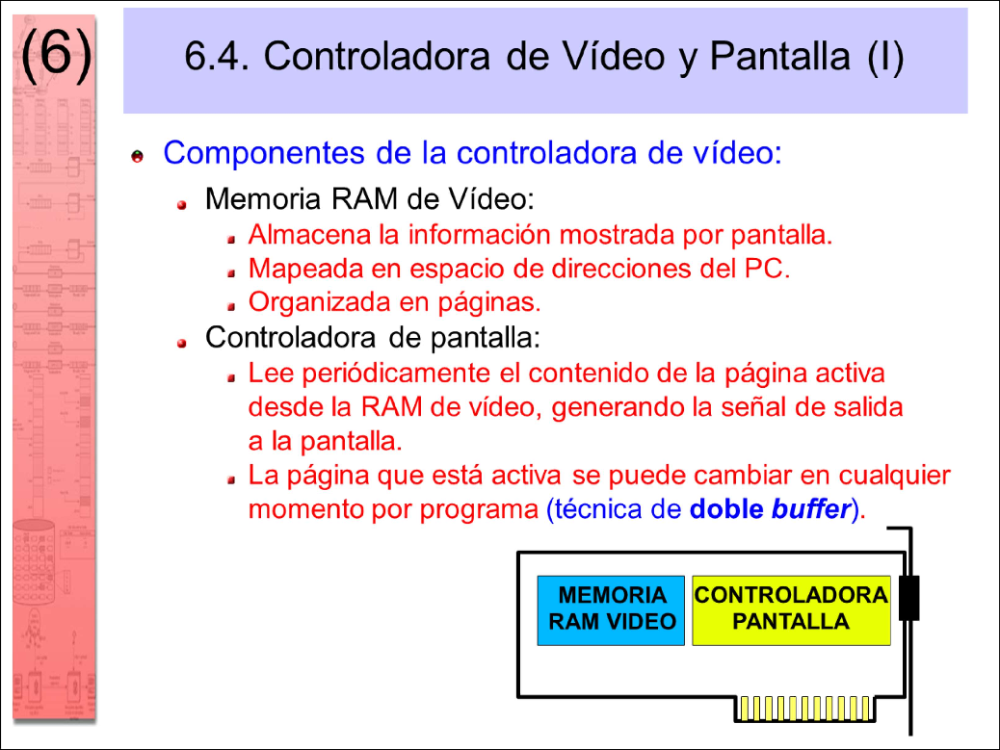 (6)
6.4. Controladora de Vídeo y Pantalla (I)
Componentes de la controladora de vídeo:
Memoria RAM de Vídeo:
Almacena la información mostrada por pantalla.
Mapeada en espacio de direcciones del PC.
Organizada en páginas.
Controladora de pantalla:
Lee periódicamente el contenido de la página activa
desde la RAM de vídeo, generando la señal de salida
a la pantalla.
La página que está activa se puede cambiar en cualquier
momento por programa (técnica de doble buffer).
MEMORIA
RAM VIDEO
CONTROLADORA
PANTALLA